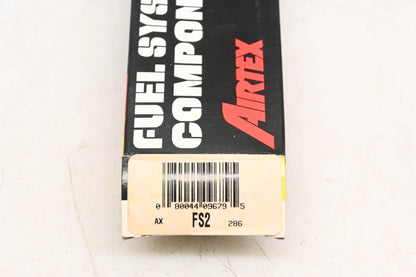 FUEL SYS
COMPON
AIRTEX
0 80044 09679 5
AX FS2 286